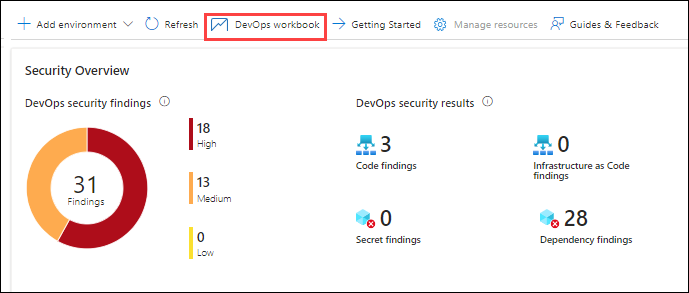 Add environment Refresh DevOps workbook Getting Started Manage resources Guides & Feedback
Security Overview
DevOps security findings
31
Findings
18
High
13
Medium
0
Low
DevOps security results
3
Code findings
0
Infrastructure as Code
findings
0
Secret findings
28
Dependency findings